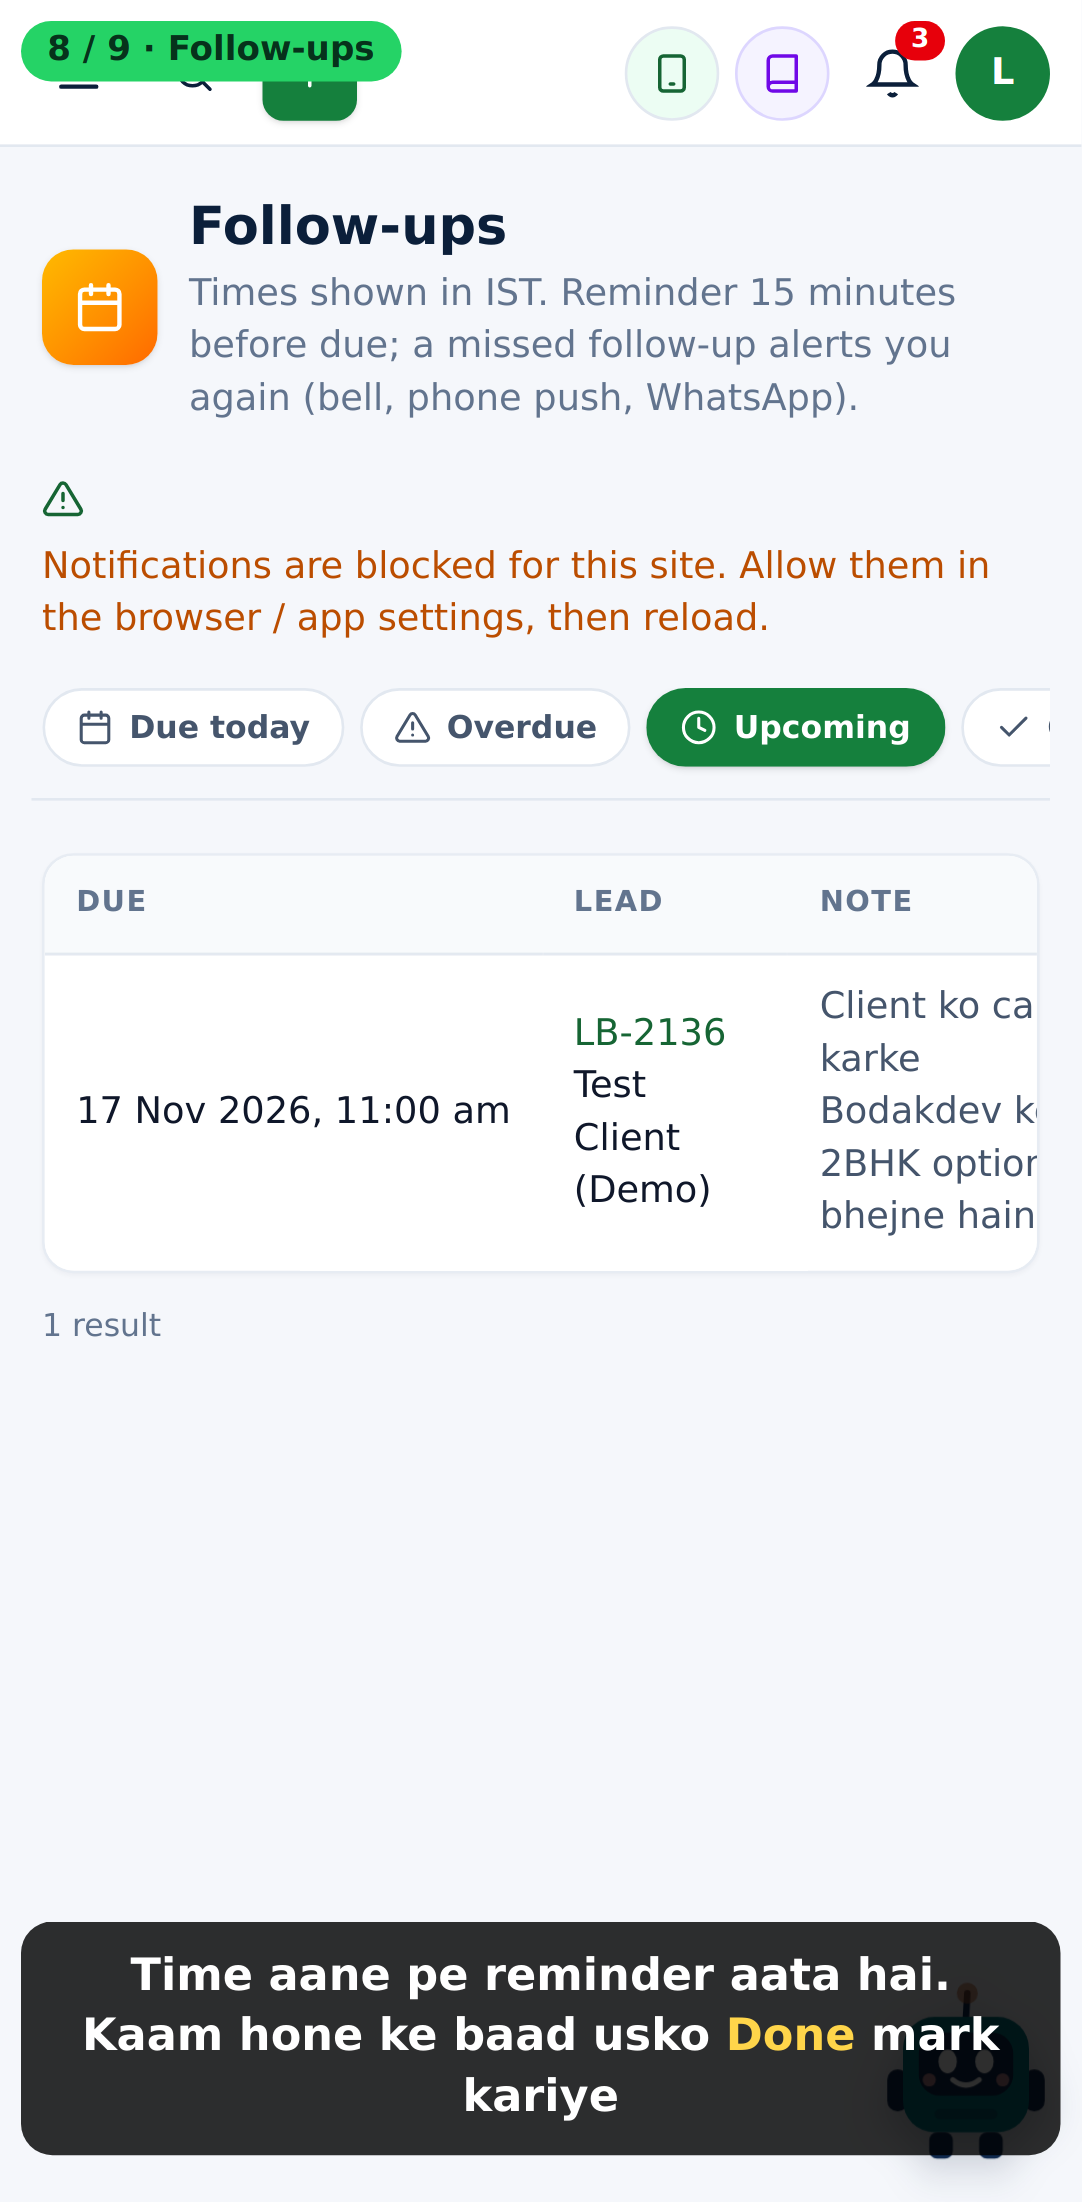 8 / 9 · Follow-ups
3
L
Follow-ups
Times shown in IST. Reminder 15 minutes
before due; a missed follow-up alerts you
again (bell, phone push, WhatsApp).
Notifications are blocked for this site. Allow them in
the browser / app settings, then reload.
Due today
Overdue
Upcoming
DUE
LEAD
NOTE
17 Nov 2026, 11:00 am
LB-2136
Test
Client
(Demo)
Client ko
karke
Bodakdev
2BHK
bhejne hain
1 result
Time aane pe reminder aata hai.
Kaam hone ke baad usko Done mark
kariye